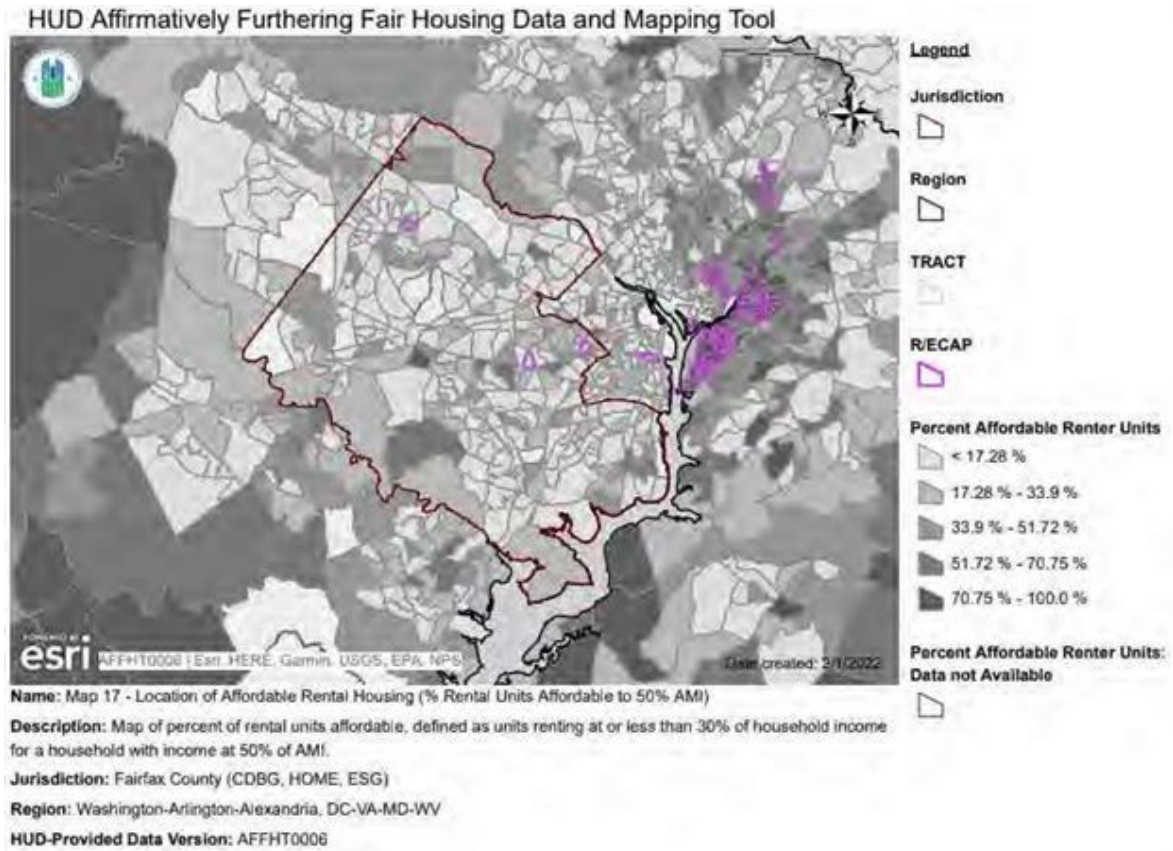 HUD Affirmatively Furthering Fair Housing Data and Mapping Tool
Legend
Jurisdiction
Region
TRACT
R/ECAP
Percent Affordable Renter Units
< 17.28 %
17.28 % - 33.9 %
33.9 % - 51.72 %
51.72 % - 70.75 %
70.75 % - 100.0 %
Percent Affordable Renter Units:
Data not Available
POWERED BY
esri
AFFHT0006 | Esri, HERE, Garmin, USGS, EPA, NPS
Date created: 2/1/2022
Name: Map 17 - Location of Affordable Rental Housing (% Rental Units Affordable to 50% AMI)
Description: Map of percent of rental units affordable, defined as units renting at or less than 30% of household income
for a household with income at 50% of AMI.
Jurisdiction: Fairfax County (CDBG, HOME, ESG)
Region: Washington-Arlington-Alexandria, DC-VA-MD-WV
HUD-Provided Data Version: AFFHT0006